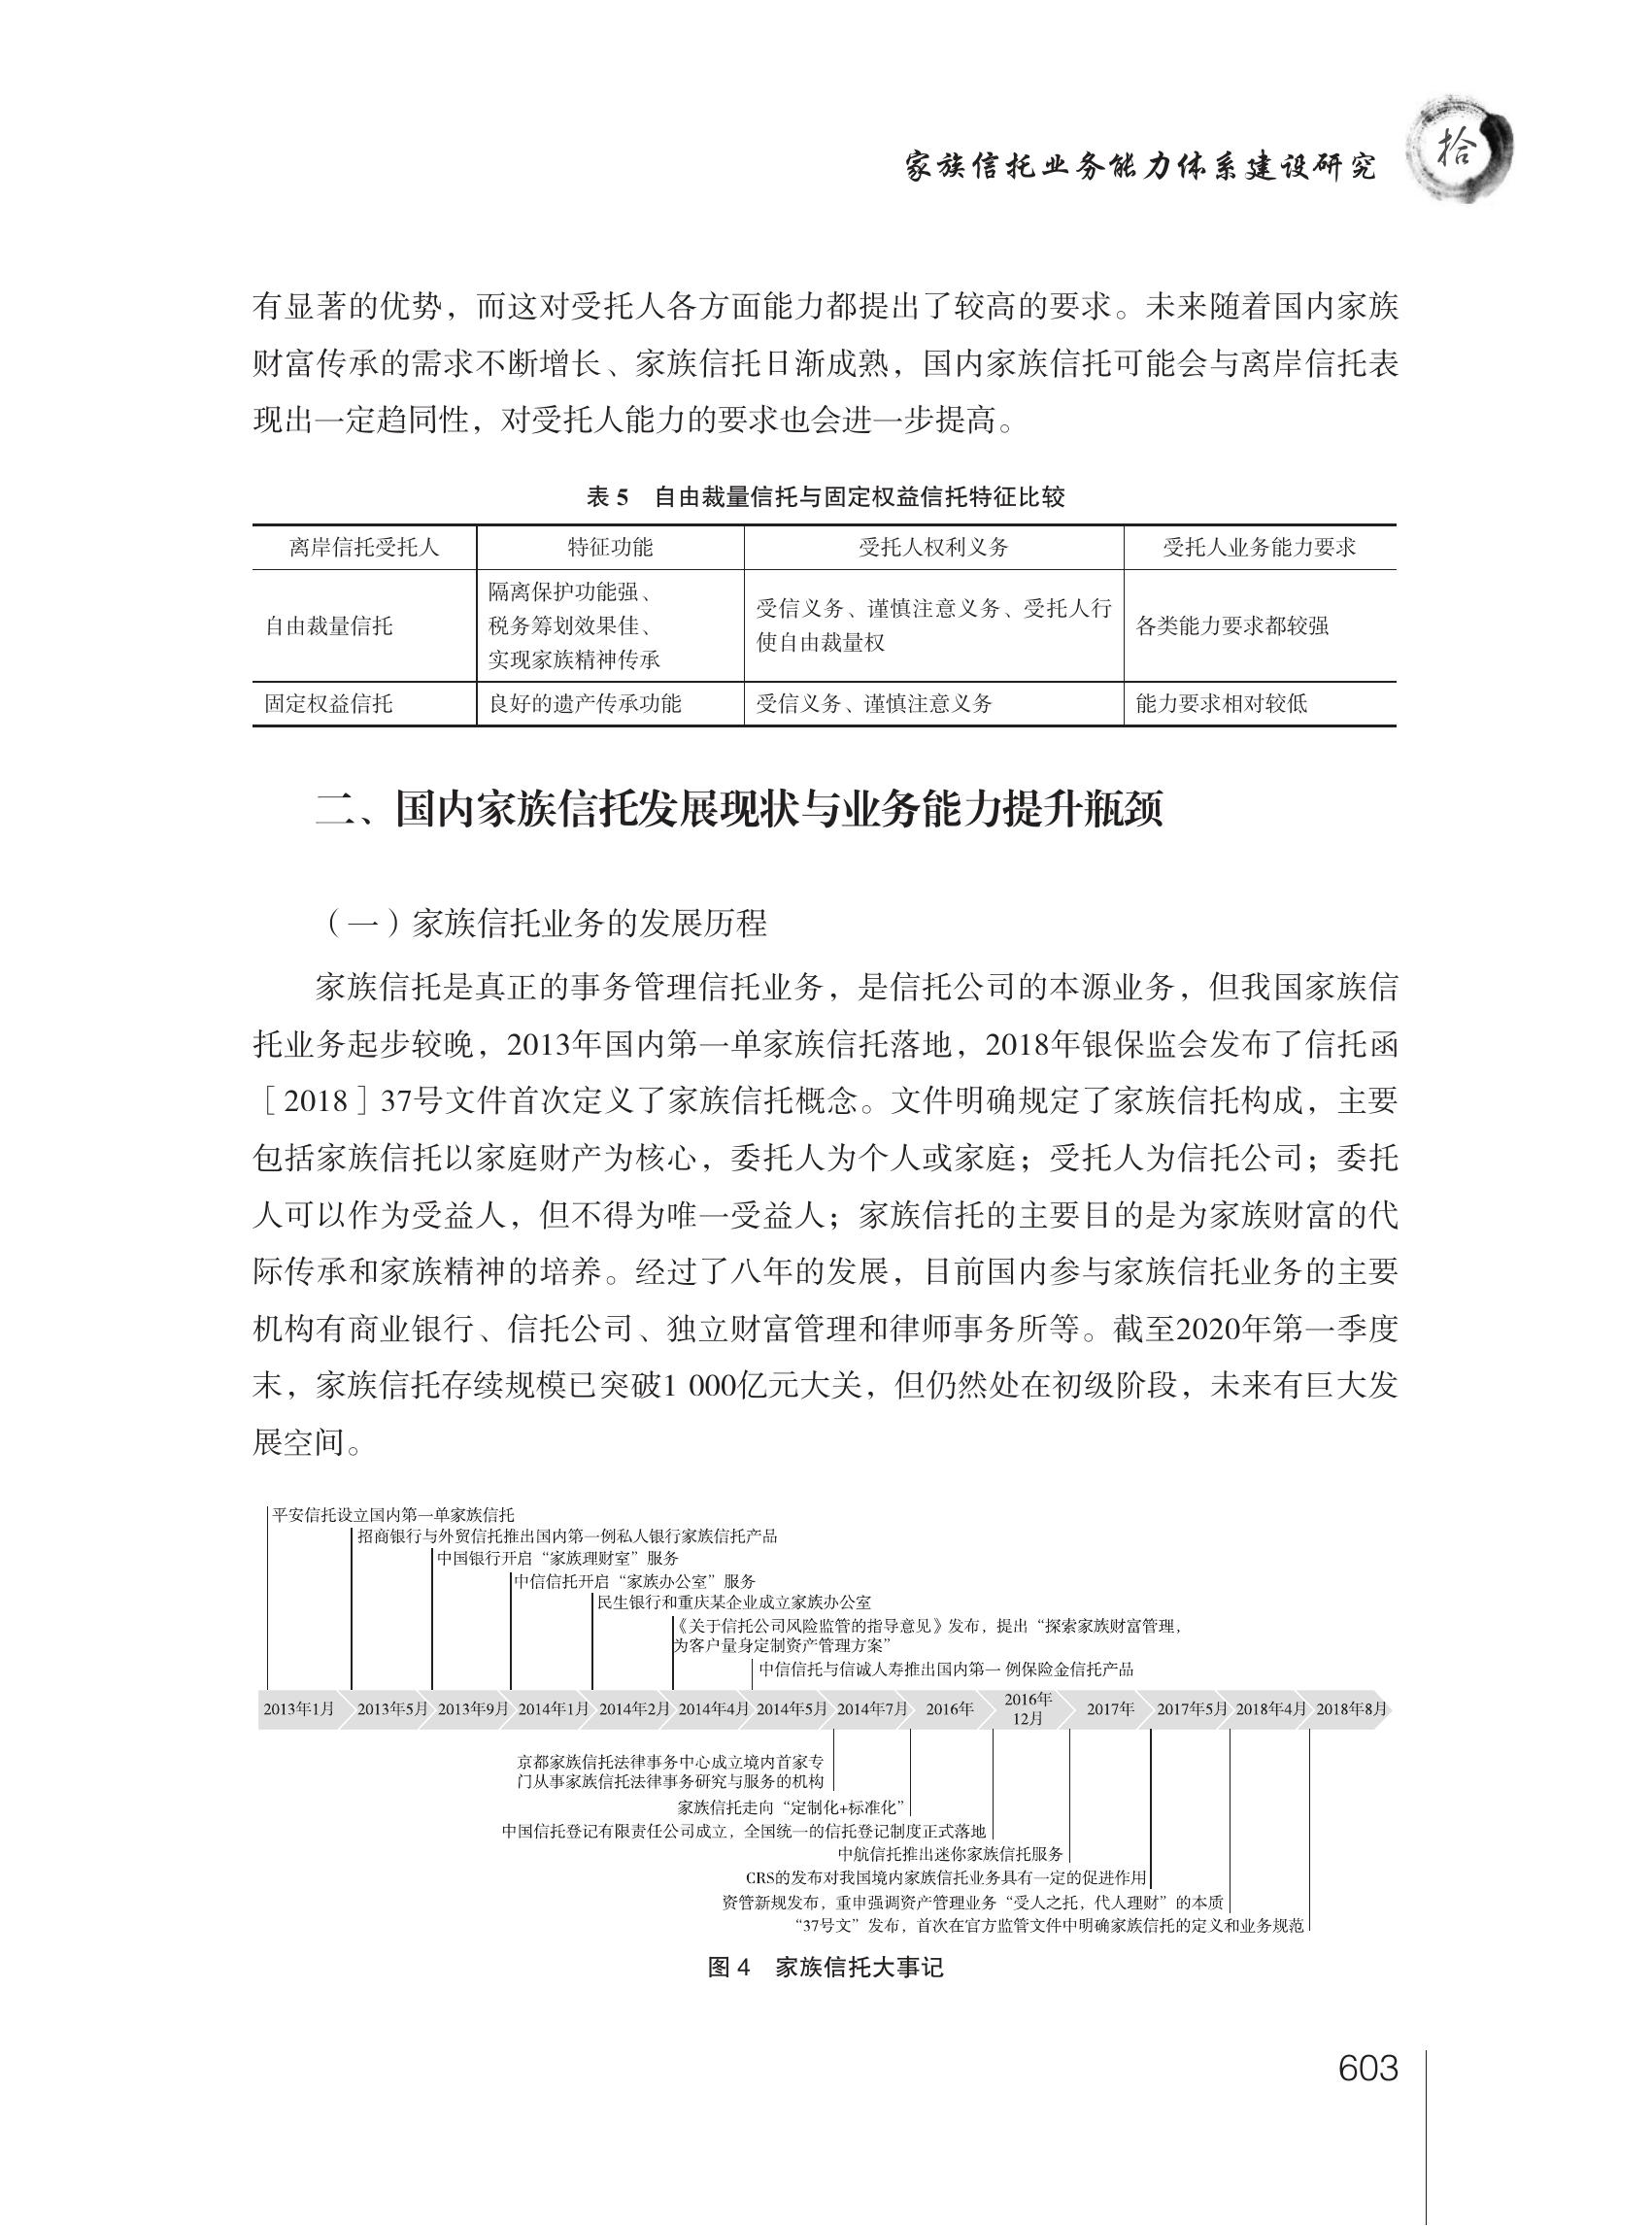 家族信托业务能力体系建设研究
拾
有显著的优势，而这对受托人各方面能力都提出了较高的要求。未来随着国内家族
财富传承的需求不断增长、家族信托日渐成熟，国内家族信托可能会与离岸信托表
现出一定趋同性，对受托人能力的要求也会进一步提高。
表 5　自由裁量信托与固定权益信托特征比较
离岸信托受托人　特征功能　受托人权利义务　受托人业务能力要求
自由裁量信托
隔离保护功能强、
税务筹划效果佳、
实现家族精神传承
受信义务、谨慎注意义务、受托人行
使自由裁量权
各类能力要求都较强
固定权益信托　良好的遗产传承功能　受信义务、谨慎注意义务　能力要求相对较低
二、国内家族信托发展现状与业务能力提升瓶颈
（一）家族信托业务的发展历程
家族信托是真正的事务管理信托业务，是信托公司的本源业务，但我国家族信
托业务起步较晚，2013年国内第一单家族信托落地，2018年银保监会发布了信托函
［2018］37号文件首次定义了家族信托概念。文件明确规定了家族信托构成，主要
包括家族信托以家庭财产为核心，委托人为个人或家庭；受托人为信托公司；委托
人可以作为受益人，但不得为唯一受益人；家族信托的主要目的是为家族财富的代
际传承和家族精神的培养。经过了八年的发展，目前国内参与家族信托业务的主要
机构有商业银行、信托公司、独立财富管理和律师事务所等。截至2020年第一季度
末，家族信托存续规模已突破1 000亿元大关，但仍然处在初级阶段，未来有巨大发
展空间。
平安信托设立国内第一单家族信托
招商银行与外贸信托推出国内第一例私人银行家族信托产品
中国银行开启“家族理财室”服务
中信信托开启“家族办公室”服务
民生银行和重庆某企业成立家族办公室
《关于信托公司风险监管的指导意见》发布，提出“探索家族财富管理，
为客户量身定制资产管理方案”
中信信托与信诚人寿推出国内第一例保险金信托产品
2013年1月　2013年5月　2013年9月　2014年1月　2014年2月　2014年4月　2014年5月　2014年7月　2016年　2016年12月　2017年　2017年5月　2018年4月　2018年8月
京都家族信托法律事务中心成立境内首家专
门从事家族信托法律事务研究与服务的机构
家族信托走向“定制化+标准化”
中国信托登记有限责任公司成立，全国统一的信托登记制度正式落地
中航信托推出迷你家族信托服务
CRS的发布对我国境内家族信托业务具有一定的促进作用
资管新规发布，重申强调资产管理业务“受人之托，代人理财”的本质
“37号文”发布，首次在官方监管文件中明确家族信托的定义和业务规范
图 4　家族信托大事记
603